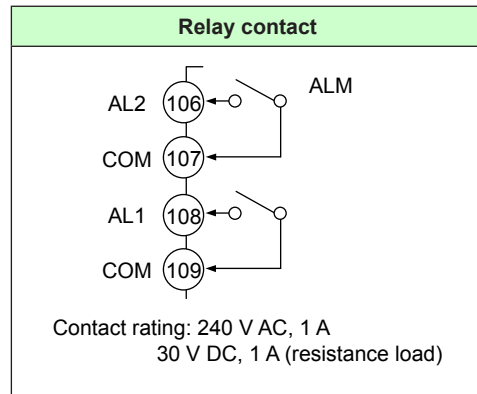 Relay contact
ALM
AL2 106
COM 107
AL1 108
COM 109
Contact rating: 240 V AC, 1 A
30 V DC, 1 A (resistance load)